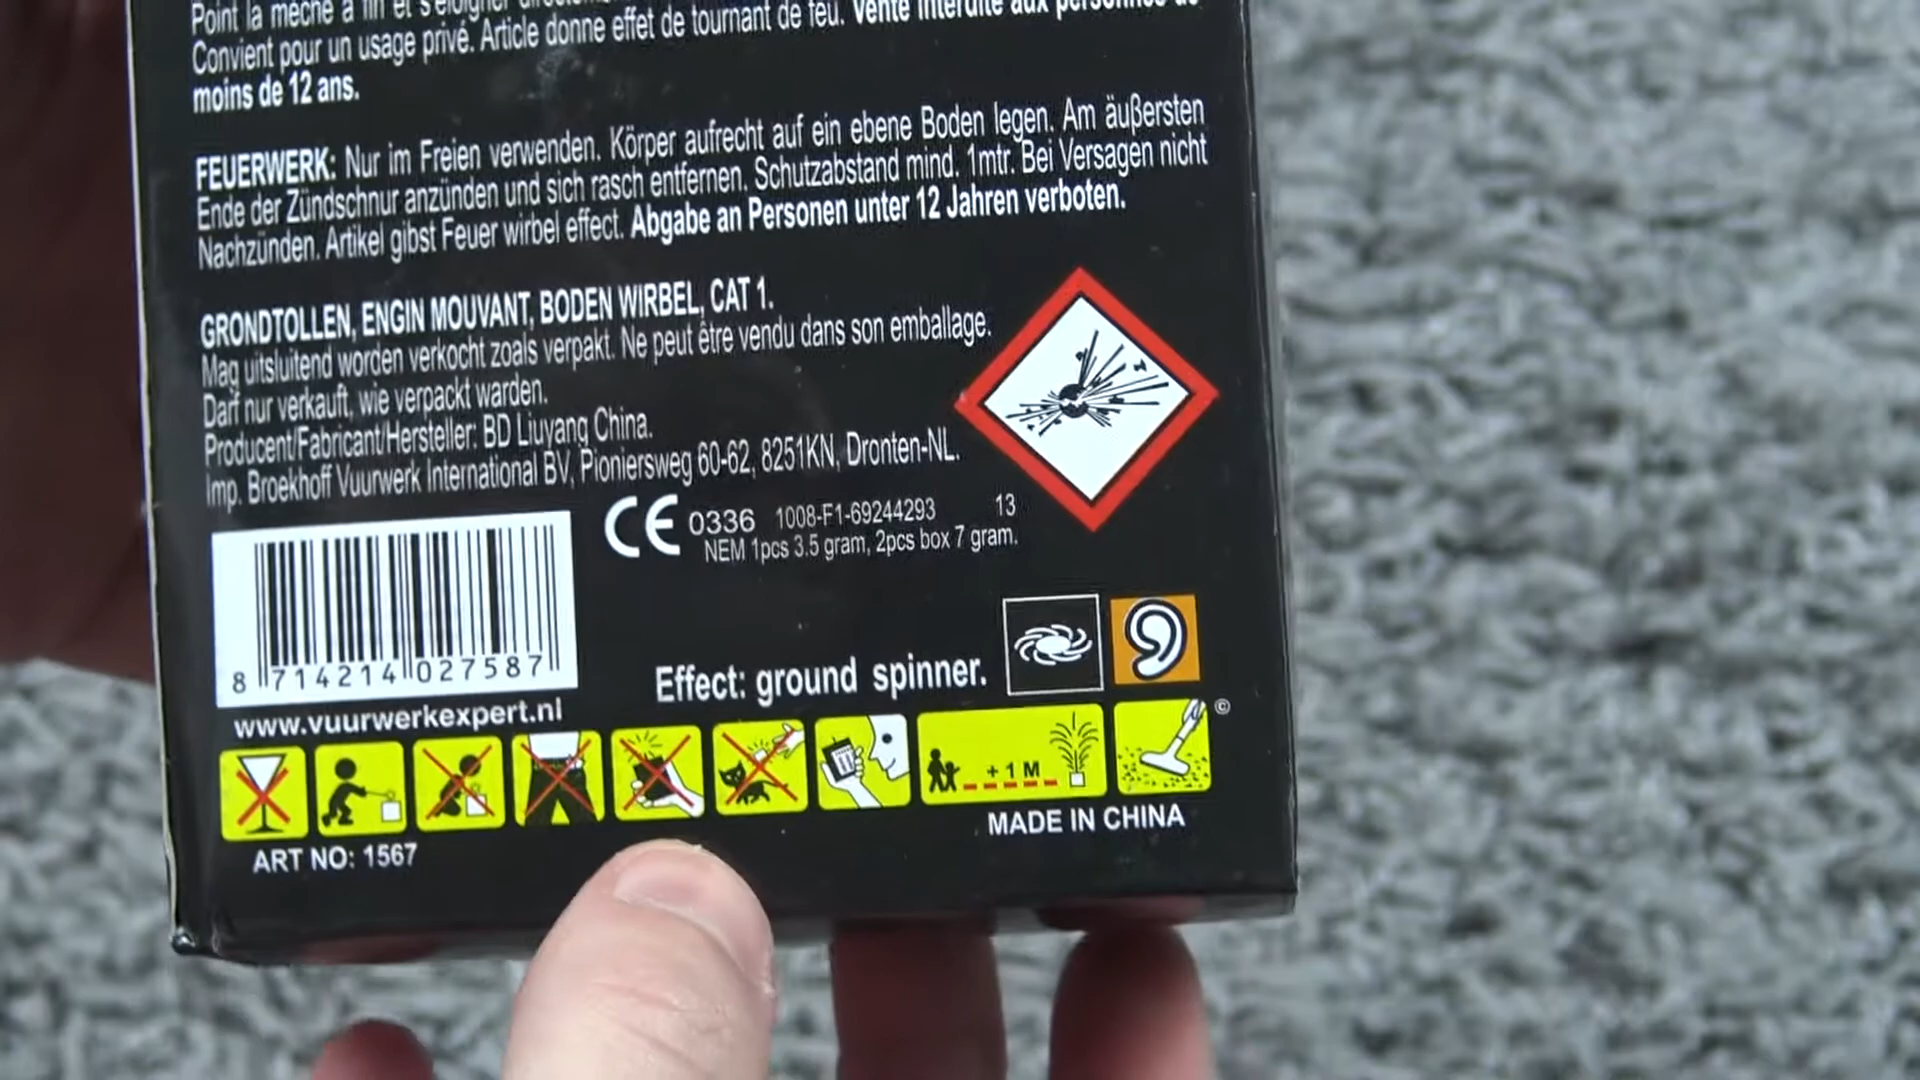 Point la mèche à fin et s'éloigner
Convient pour un usage privé. Article donne effet de tournant de feu. Vente interdite aux personnes de
moins de 12 ans.
FEUERWERK: Nur im Freien verwenden. Körper aufrecht auf ein ebene Boden legen. Am äußersten
Ende der Zündschnur anzünden und sich rasch entfernen. Schutzabstand mind. 1mtr. Bei Versagen nicht
Nachzünden. Artikel gibst Feuer wirbel effect. Abgabe an Personen unter 12 Jahren verboten.
GRONDTOLLEN, ENGIN MOUVANT, BODEN WIRBEL, CAT 1.
Mag uitsluitend worden verkocht zoals verpakt. Ne peut être vendu dans son emballage.
Darf nur verkauft, wie verpackt warden.
Producent/Fabricant/Hersteller: BD Liuyang China.
Imp. Broekhoff Vuurwerk International BV, Pioniersweg 60-62, 8251KN, Dronten-NL.
CE 0336 1008-F1-69244293 13
NEM 1pcs 3.5 gram, 2pcs box 7 gram.
8 714214 027587
Effect: ground spinner.
www.vuurwerkexpert.nl
©
+ 1 M
MADE IN CHINA
ART NO: 1567